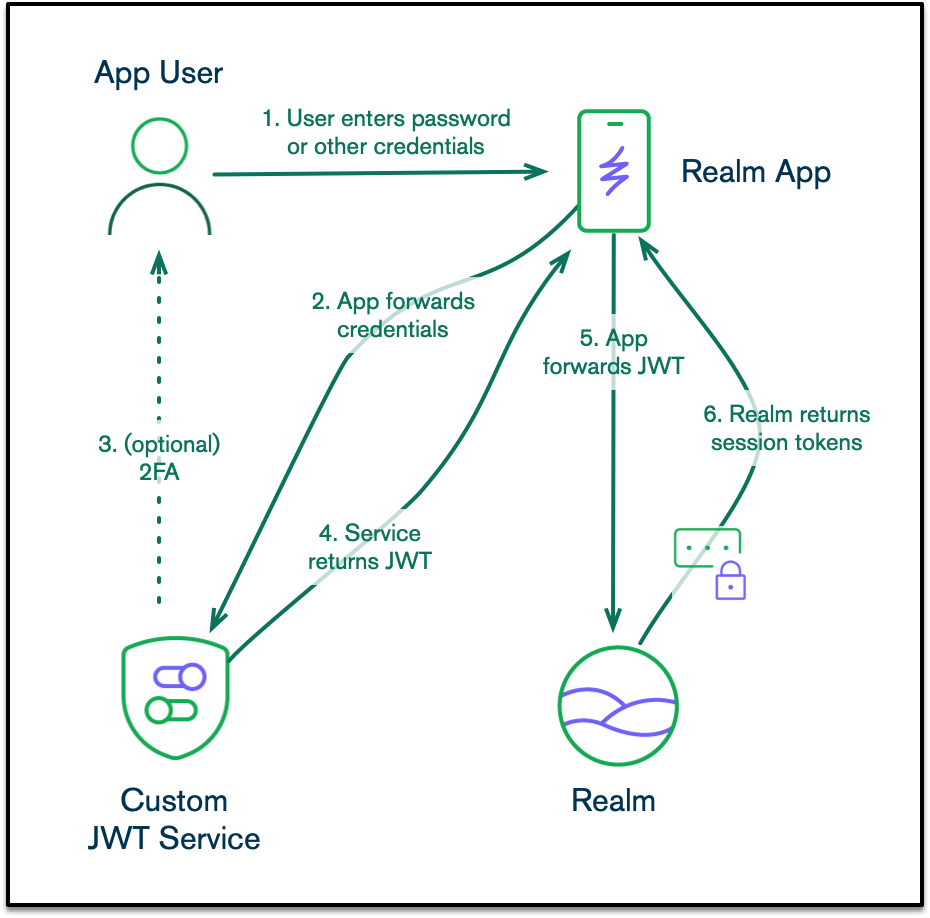 App User
1. User enters password
or other credentials
Realm App
2. App forwards
credentials
5. App
forwards JWT
6. Realm returns
session tokens
3. (optional)
2FA
4. Service
returns JWT
Custom
JWT Service
Realm